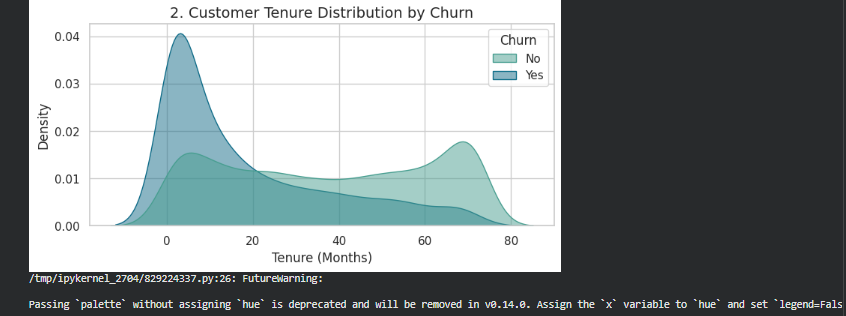 2. Customer Tenure Distribution by Churn
Churn
No
Yes
Density
0.04
0.03
0.02
0.01
0.00
0 20 40 60 80
Tenure (Months)
/tmp/ipykernel_2704/829224337.py:26: FutureWarning:
Passing `palette` without assigning `hue` is deprecated and will be removed in v0.14.0. Assign the `x` variable to `hue` and set `legend=Fals